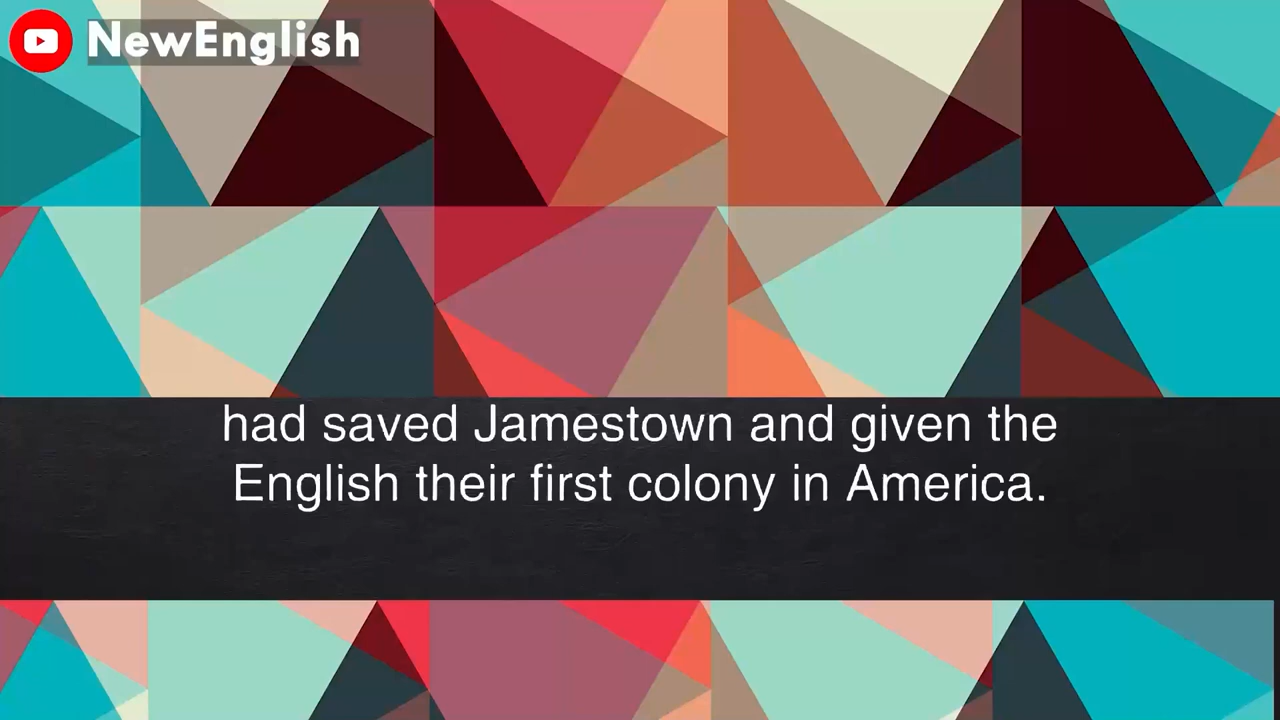 NewEnglish
had saved Jamestown and given the
English their first colony in America.